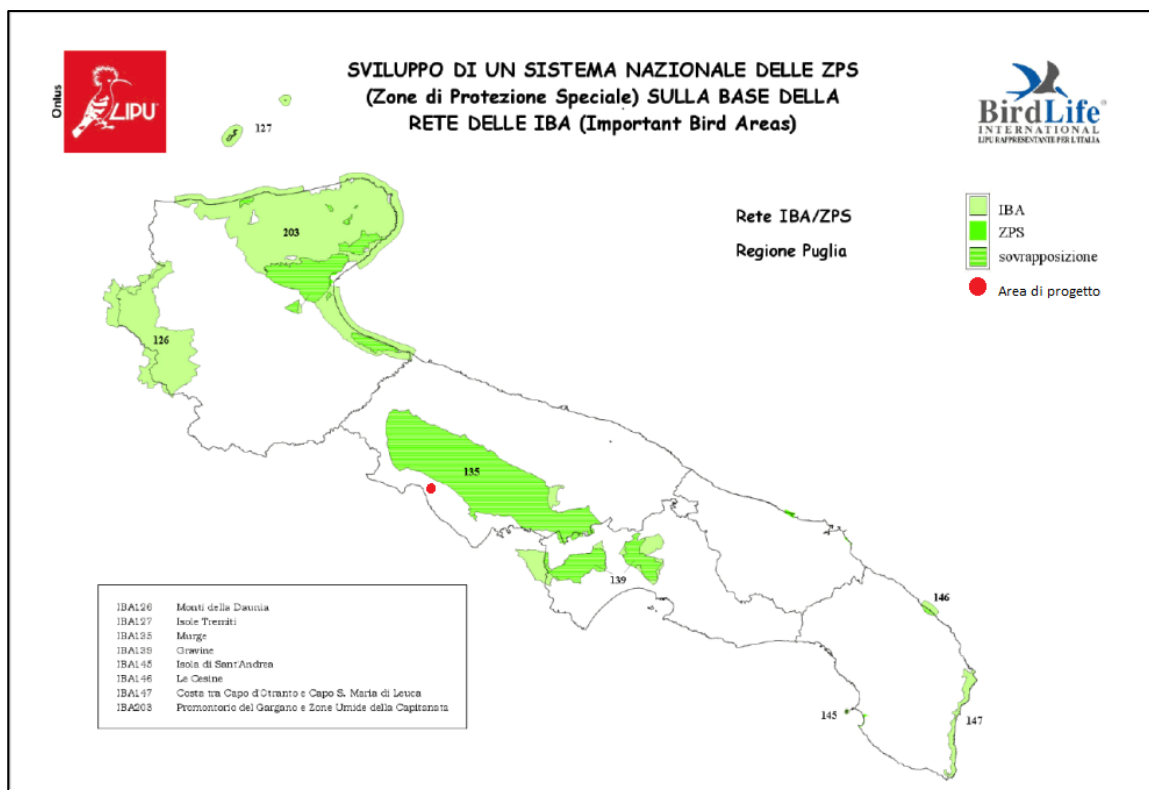 Onlus
LIPU
SVILUPPO DI UN SISTEMA NAZIONALE DELLE ZPS
(Zone di Protezione Speciale) SULLA BASE DELLA
RETE DELLE IBA (Important Bird Areas)
BirdLife
INTERNATIONAL
LIPU RAPPRESENTANTE PER L'ITALIA
Rete IBA/ZPS
Regione Puglia
IBA
ZPS
sovrapposizione
Area di progetto
127
203
126
135
139
146
145
147
IBA126 Monti della Daunia
IBA127 Isole Tremiti
IBA135 Murge
IBA139 Gravine
IBA145 Isola di Sant'Andrea
IBA146 Le Cesine
IBA147 Costa tra Capo d'Otranto e Capo S. Maria di Leuca
IBA203 Promontorio del Gargano e Zone Umide della Capitanata